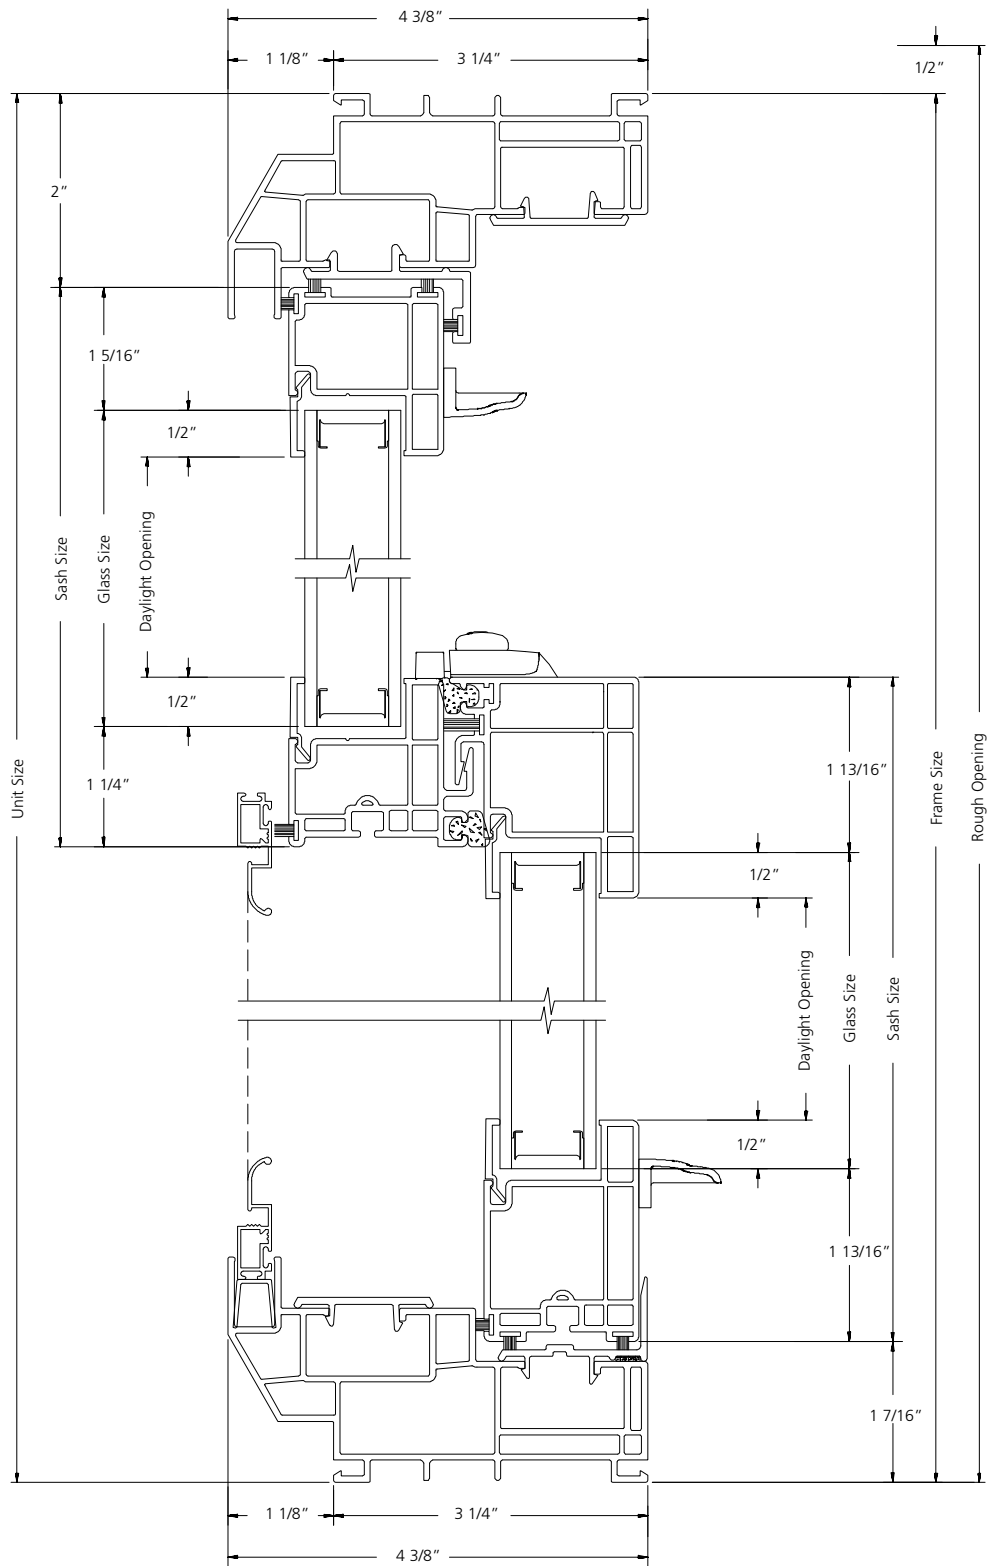 4 3/8"
1 1/8"
3 1/4"
1/2"
2"
1 5/16"
1/2"
Sash Size
Glass Size
Daylight Opening
1/2"
1 1/4"
Unit Size
1 13/16"
Frame Size
Rough Opening
1/2"
Daylight Opening
Glass Size
Sash Size
1/2"
1 13/16"
1 7/16"
1 1/8"
3 1/4"
4 3/8"